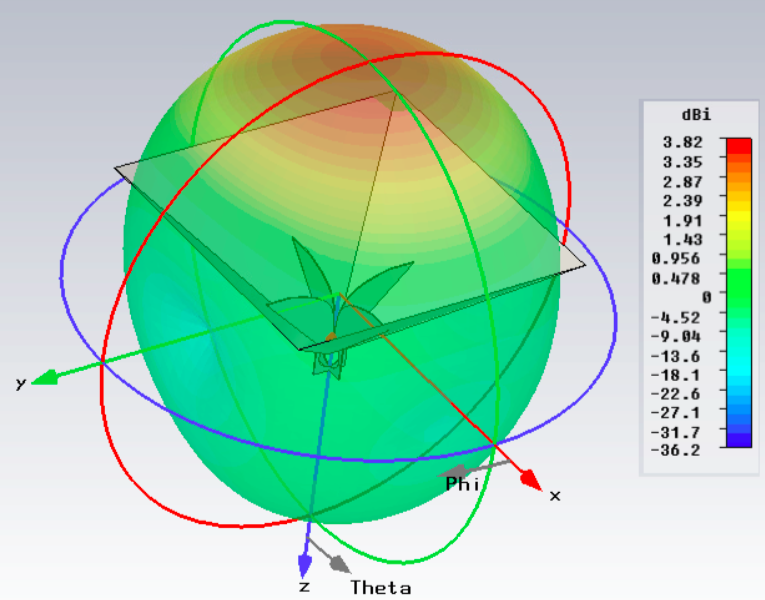 dBi
3.82
3.35
2.87
2.39
1.91
1.43
0.956
0.478
0
-4.52
-9.04
-13.6
-18.1
-22.6
-27.1
-31.7
-36.2
y
Phi
x
z
Theta